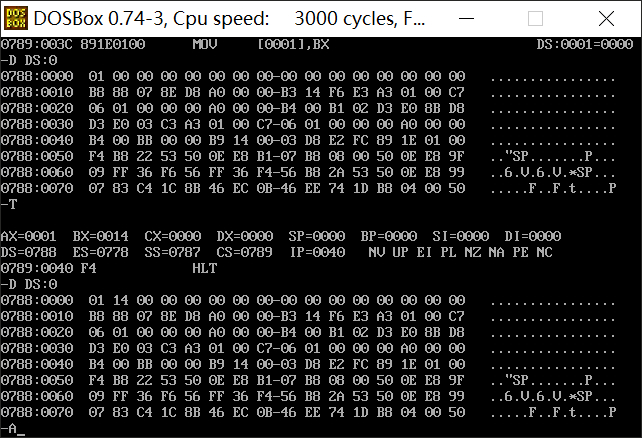 DOS
BOX
DOSBox 0.74-3, Cpu speed:    3000 cycles, F...
0789:003C 891E0100      MOV     [0001],BX                          DS:0001=0000
-D DS:0
0788:0000  01 00 00 00 00 00 00 00-00 00 00 00 00 00 00 00   ................
0788:0010  B8 88 07 8E D8 A0 00 00-B3 14 F6 E3 A3 01 00 C7   ................
0788:0020  06 01 00 00 00 A0 00 00-B4 00 B1 02 D3 E0 8B D8   ................
0788:0030  D3 E0 03 C3 A3 01 00 C7-06 01 00 00 00 A0 00 00   ................
0788:0040  B4 00 BB 00 00 B9 14 00-03 D8 E2 FC 89 1E 01 00   ................
0788:0050  F4 B8 22 53 50 0E E8 B1-07 B8 08 00 50 0E E8 9F   .."SP.......P...
0788:0060  09 FF 36 F6 56 FF 36 F4-56 B8 2A 53 50 0E E8 99   ..6.V.6.V.*SP...
0788:0070  07 83 C4 1C 8B 46 EC 0B-46 EE 74 1D B8 04 00 50   .....F..F.t....P
-T
AX=0001  BX=0014  CX=0000  DX=0000  SP=0000  BP=0000  SI=0000  DI=0000
DS=0788  ES=0778  SS=0787  CS=0789  IP=0040   NV UP EI PL NZ NA PE NC
0789:0040 F4            HLT
-D DS:0
0788:0000  01 14 00 00 00 00 00 00-00 00 00 00 00 00 00 00   ................
0788:0010  B8 88 07 8E D8 A0 00 00-B3 14 F6 E3 A3 01 00 C7   ................
0788:0020  06 01 00 00 00 A0 00 00-B4 00 B1 02 D3 E0 8B D8   ................
0788:0030  D3 E0 03 C3 A3 01 00 C7-06 01 00 00 00 A0 00 00   ................
0788:0040  B4 00 BB 00 00 B9 14 00-03 D8 E2 FC 89 1E 01 00   ................
0788:0050  F4 B8 22 53 50 0E E8 B1-07 B8 08 00 50 0E E8 9F   .."SP.......P...
0788:0060  09 FF 36 F6 56 FF 36 F4-56 B8 2A 53 50 0E E8 99   ..6.V.6.V.*SP...
0788:0070  07 83 C4 1C 8B 46 EC 0B-46 EE 74 1D B8 04 00 50   .....F..F.t....P
-A_